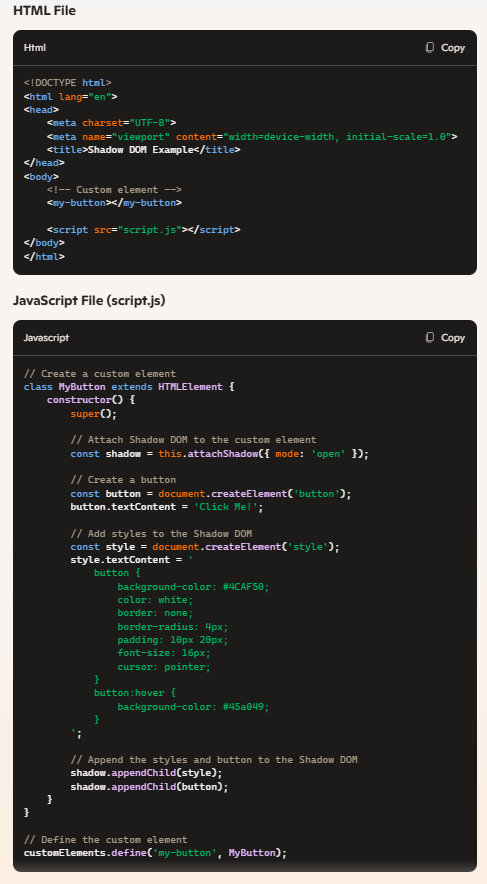 HTML File
Html
Copy
<!DOCTYPE html>
<html lang="en">
<head>
    <meta charset="UTF-8">
    <meta name="viewport" content="width=device-width, initial-scale=1.0">
    <title>Shadow DOM Example</title>
</head>
<body>
    <!-- Custom element -->
    <my-button></my-button>

    <script src="script.js"></script>
</body>
</html>
JavaScript File (script.js)
Javascript
Copy
// Create a custom element
class MyButton extends HTMLElement {
    constructor() {
        super();

        // Attach Shadow DOM to the custom element
        const shadow = this.attachShadow({ mode: 'open' });

        // Create a button
        const button = document.createElement('button');
        button.textContent = 'Click Me!';

        // Add styles to the Shadow DOM
        const style = document.createElement('style');
        style.textContent = `
            button {
                background-color: #4CAF50;
                color: white;
                border: none;
                border-radius: 4px;
                padding: 10px 20px;
                font-size: 16px;
                cursor: pointer;
            }
            button:hover {
                background-color: #45a049;
            }
        `;

        // Append the styles and button to the Shadow DOM
        shadow.appendChild(style);
        shadow.appendChild(button);
    }
}

// Define the custom element
customElements.define('my-button', MyButton);